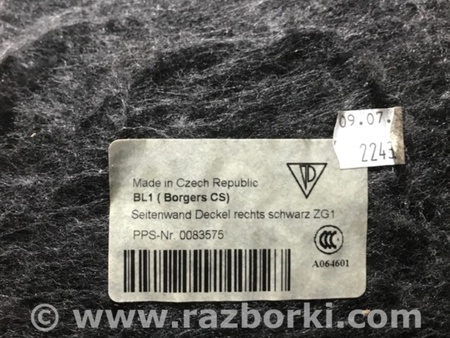 09.07.
2243
Made in Czech Republic
BL1 ( Borgers CS)
Seitenwand Deckel rechts schwarz ZG1
PPS-Nr. 0083575
CCC
A064601
© www.razborki.com